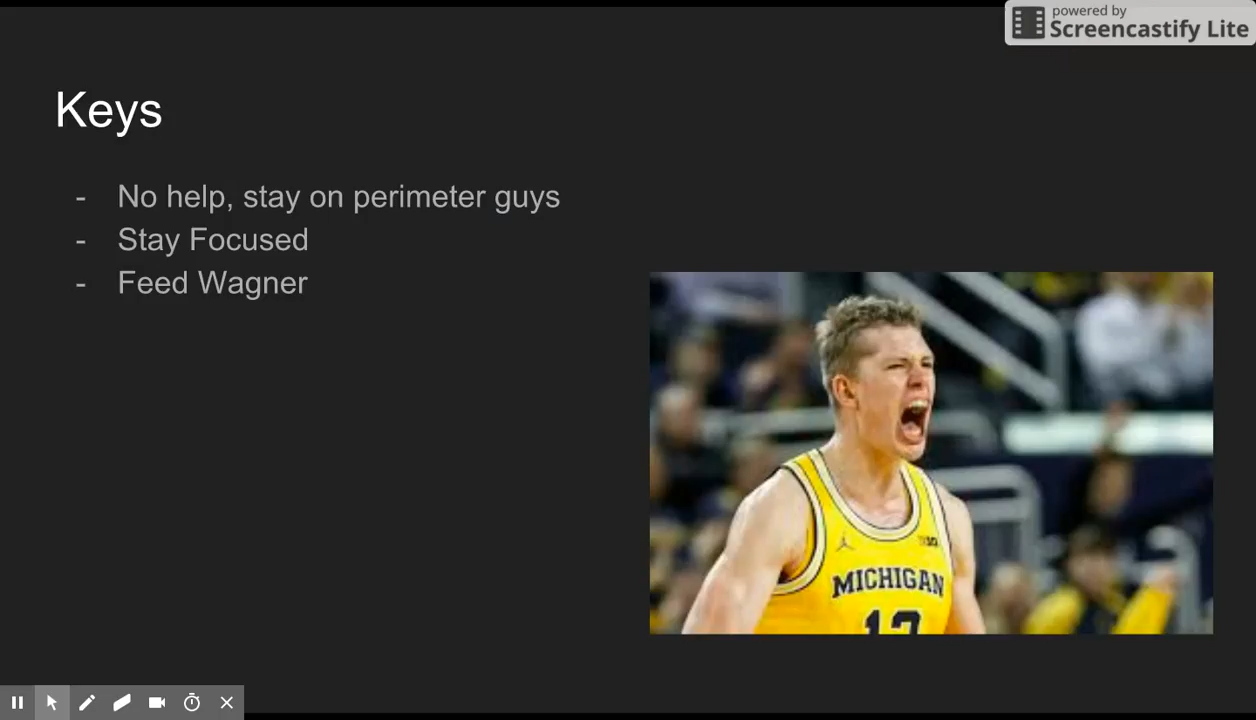 powered by
Screencastify Lite
Keys
- No help, stay on perimeter guys
- Stay Focused
- Feed Wagner
MICHIGAN